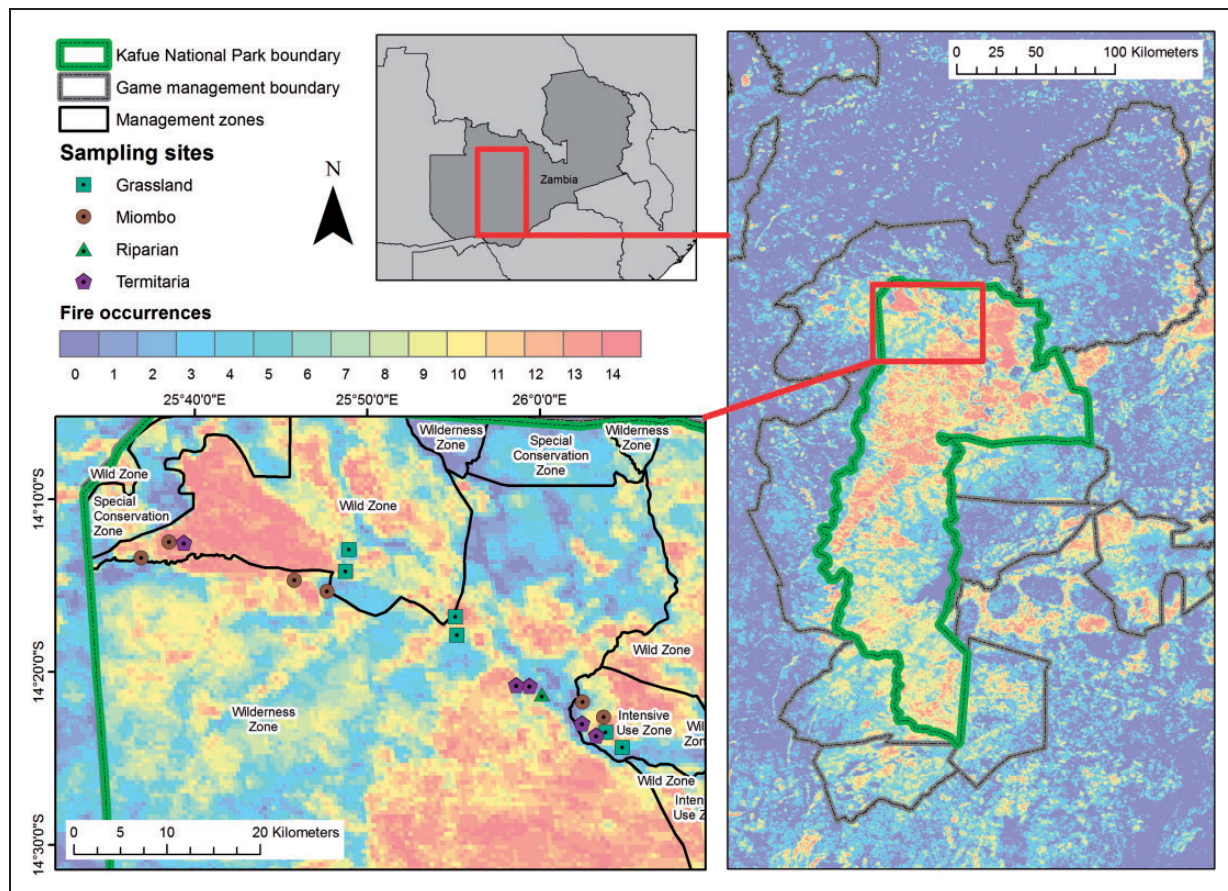 Kafue National Park boundary
Game management boundary
Management zones
Sampling sites
Grassland
Miombo
Riparian
Termitaria
Fire occurrences
0 1 2 3 4 5 6 7 8 9 10 11 12 13 14
N
Zambia
0 25 50 100 Kilometers
25°40'0"E 25°50'0"E 26°0'0"E
14°10'0"S
14°20'0"S
14°30'0"S
Wild Zone
Special
Conservation
Zone
Wild Zone
Wilderness
Zone
Special
Conservation
Zone
Wilderness
Zone
Wild Zone
Wilderness
Zone
Intensive
Use Zone
Wil
Zon
Wild Zone
Inten
Use Z
0 5 10 20 Kilometers